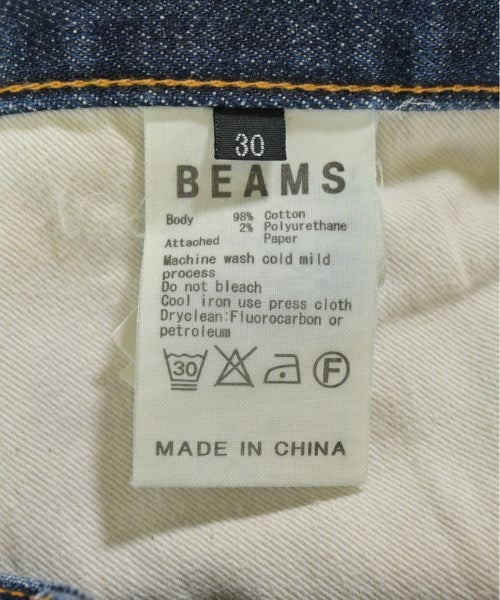 30
BEAMS
Body 98% Cotton
2% Polyurethane
Attached Paper
Machine wash cold mild
process
Do not bleach
Cool iron use press cloth
Dryclean:Fluorocarbon or
petroleum
30 F
MADE IN CHINA